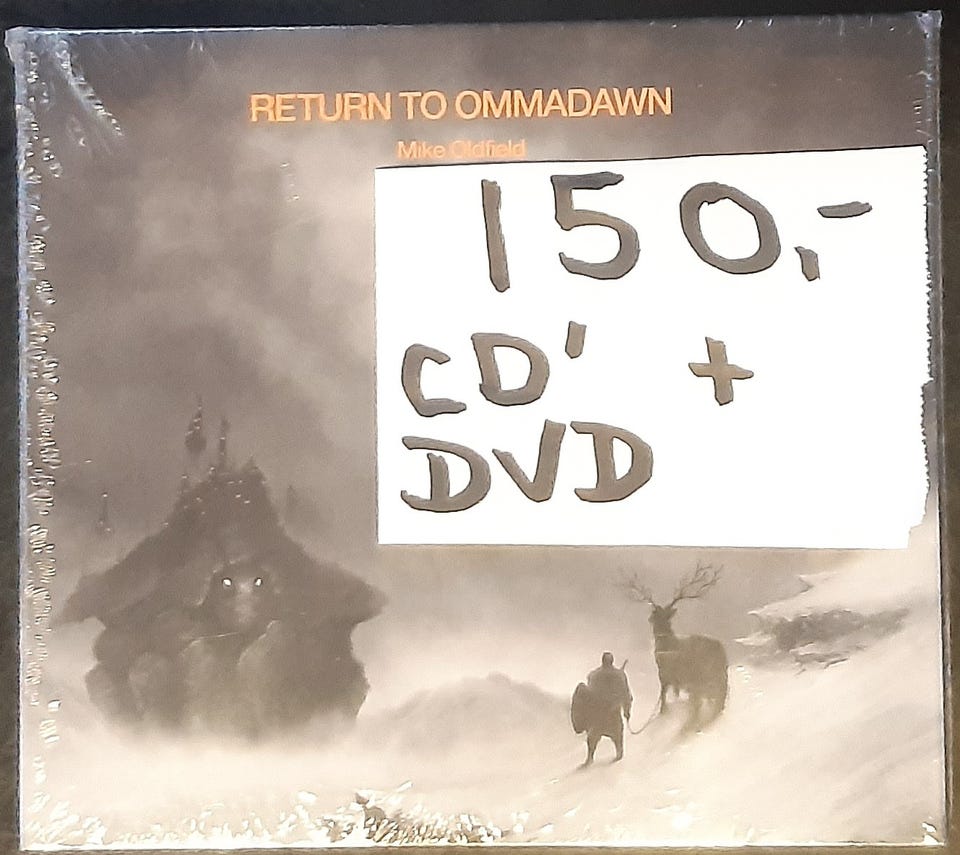 RETURN TO OMMADAWN
Mike Oldfield
150,-
CD' +
DVD